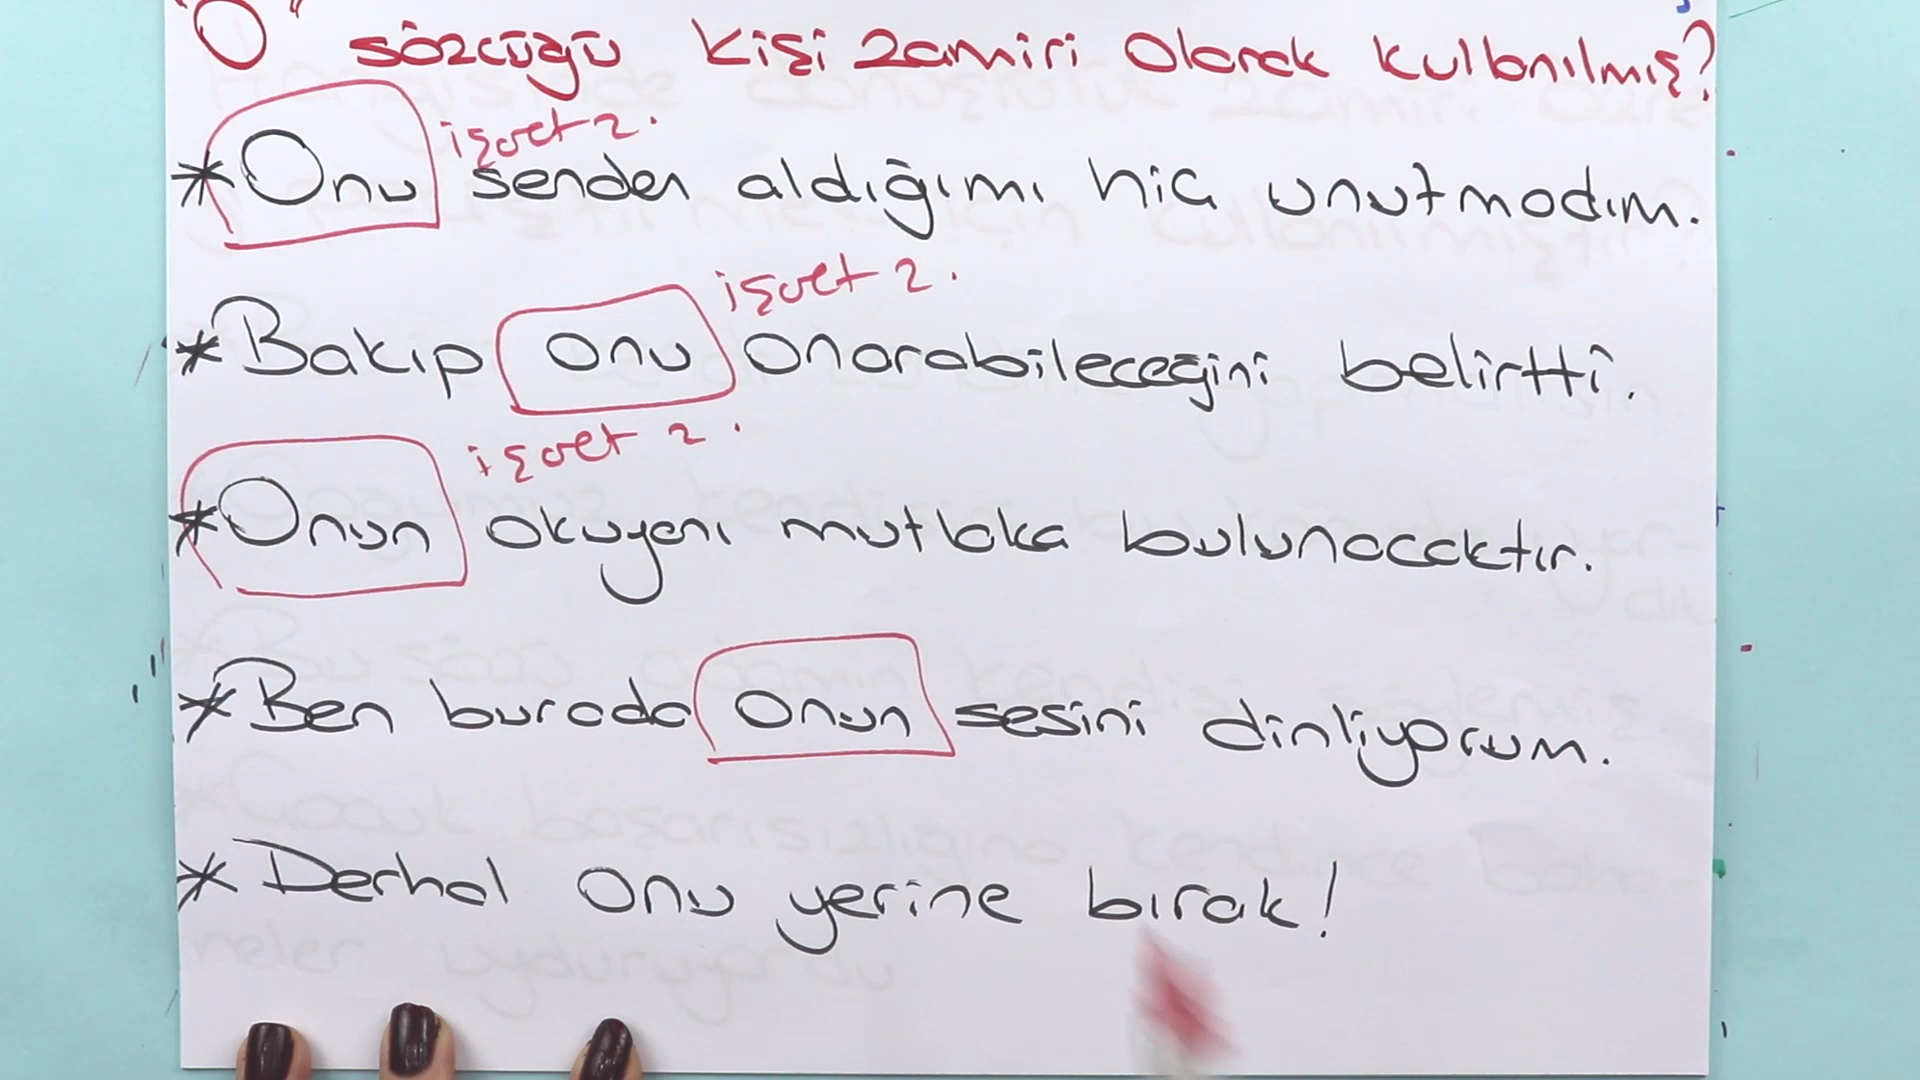 "O" sözcüğü kişi zamiri olarak kullanılmış?
işaret z.
*Onu senden aldığımı hiç unutmadım.
işaret z.
*Bakıp onu onarabileceğini belirtti.
işaret z.
*Onun okuyanı mutlaka bulunacaktır.
*Ben burada onun sesini dinliyorum.
*Derhal onu yerine bırak!